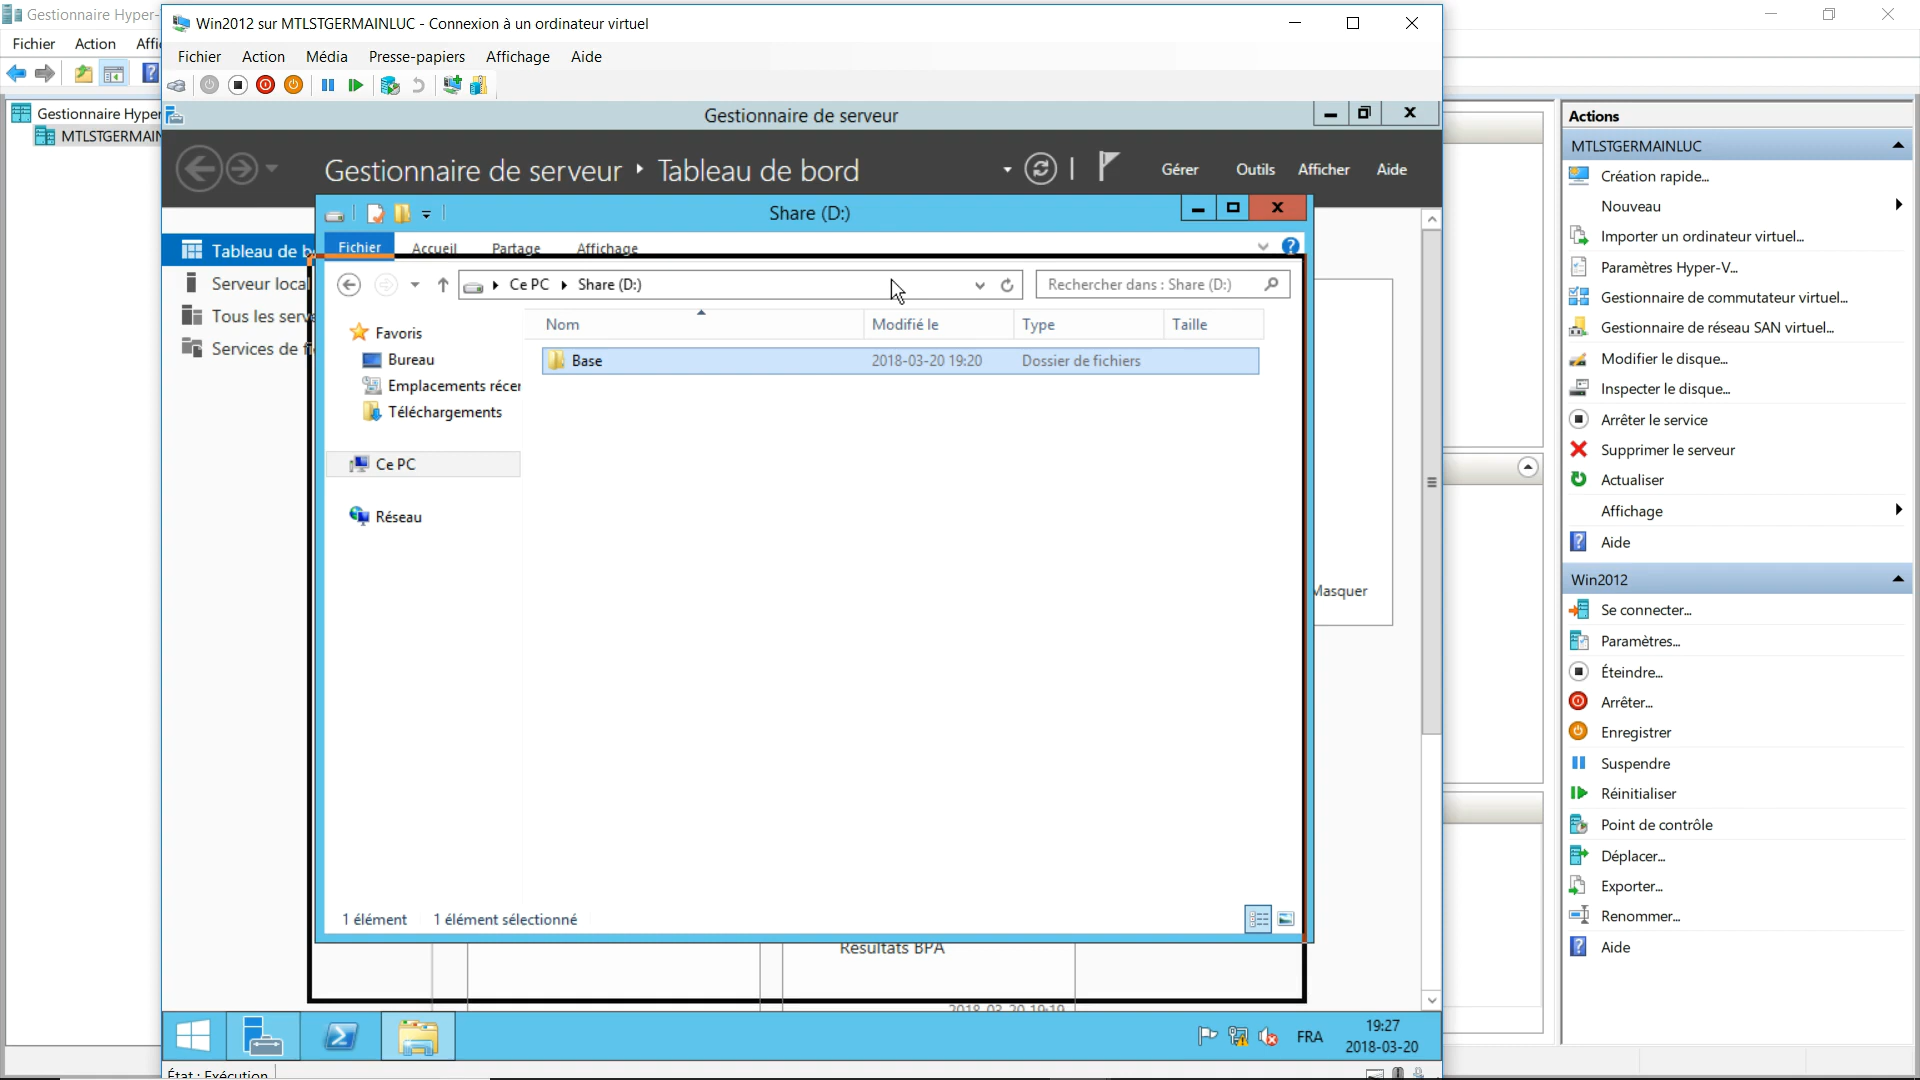 Gestionnaire Hyper-
Fichier Action Affi
Gestionnaire Hyper
MTLSTGERMAIN
Win2012 sur MTLSTGERMAINLUC - Connexion à un ordinateur virtuel
Fichier Action Média Presse-papiers Affichage Aide
Gestionnaire de serveur
Gestionnaire de serveur Tableau de bord
Gérer Outils Afficher Aide
Tableau de b
Serveur local
Tous les serv
Services de fi
Share (D:)
Fichier Accueil Partage Affichage
Ce PC Share (D:)
Rechercher dans : Share (D:)
Favoris
Bureau
Emplacements récer
Téléchargements
Ce PC
Réseau
Nom Modifié le Type Taille
Base 2018-03-20 19:20 Dossier de fichiers
1 élément 1 élément sélectionné
Masquer
Résultats BPA
2018-03-20 19:19
FRA
19:27
2018-03-20
État : Exécution
Actions
MTLSTGERMAINLUC
Création rapide...
Nouveau
Importer un ordinateur virtuel...
Paramètres Hyper-V...
Gestionnaire de commutateur virtuel...
Gestionnaire de réseau SAN virtuel...
Modifier le disque...
Inspecter le disque...
Arrêter le service
Supprimer le serveur
Actualiser
Affichage
Aide
Win2012
Se connecter...
Paramètres...
Éteindre...
Arrêter...
Enregistrer
Suspendre
Réinitialiser
Point de contrôle
Déplacer...
Exporter...
Renommer...
Aide